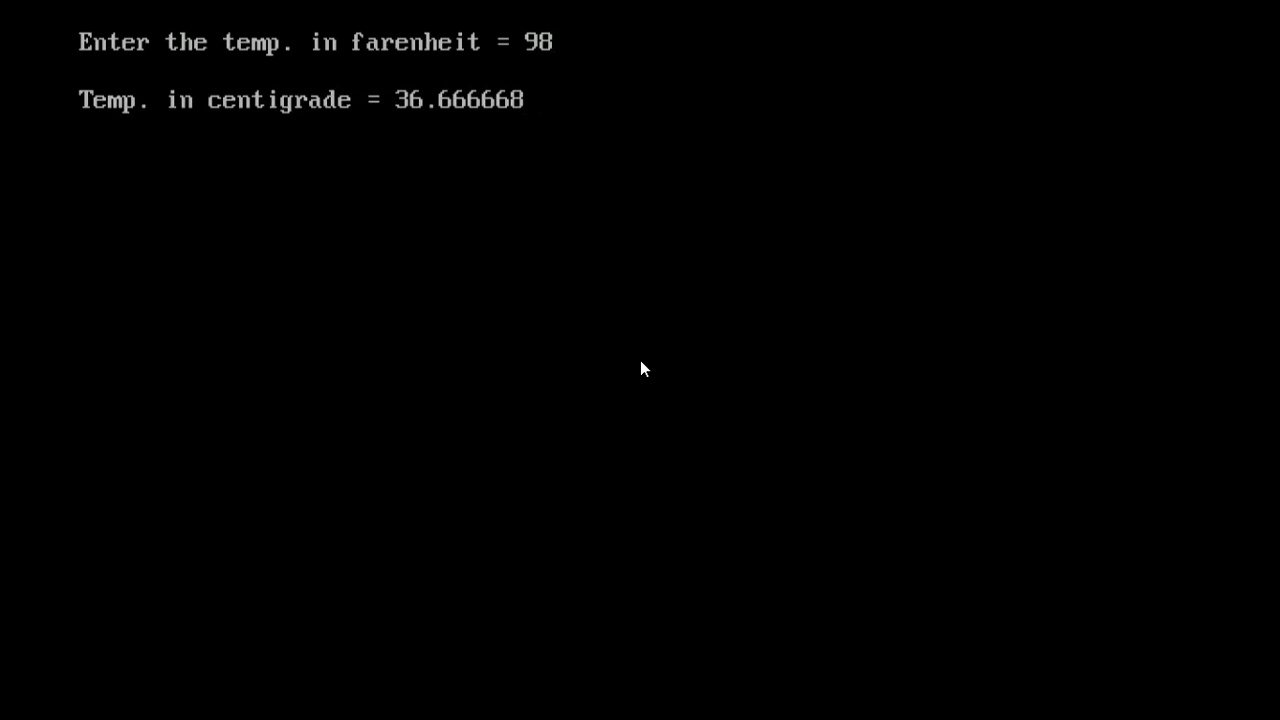 Enter the temp. in farenheit = 98
Temp. in centigrade = 36.666668